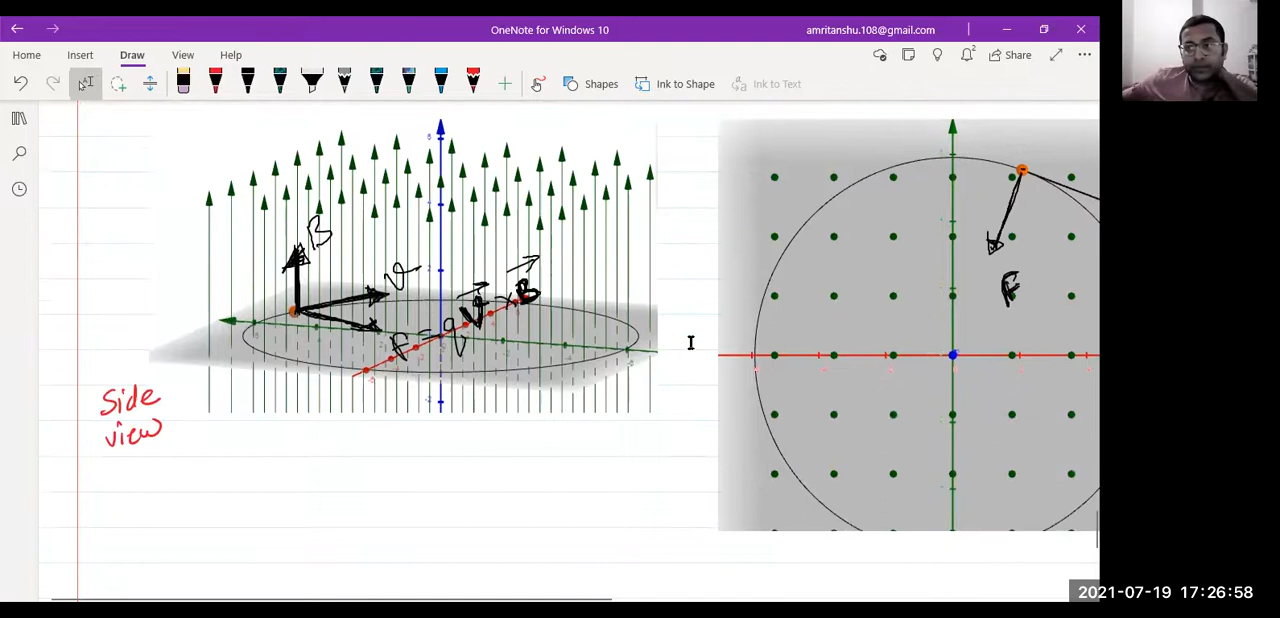 OneNote for Windows 10
amritanshu.108@gmail.com
Home Insert Draw View Help
Share
Shapes
Ink to Shape
Ink to Text
B
v
F = q v × B
F
Side
view
2021-07-19 17:26:58